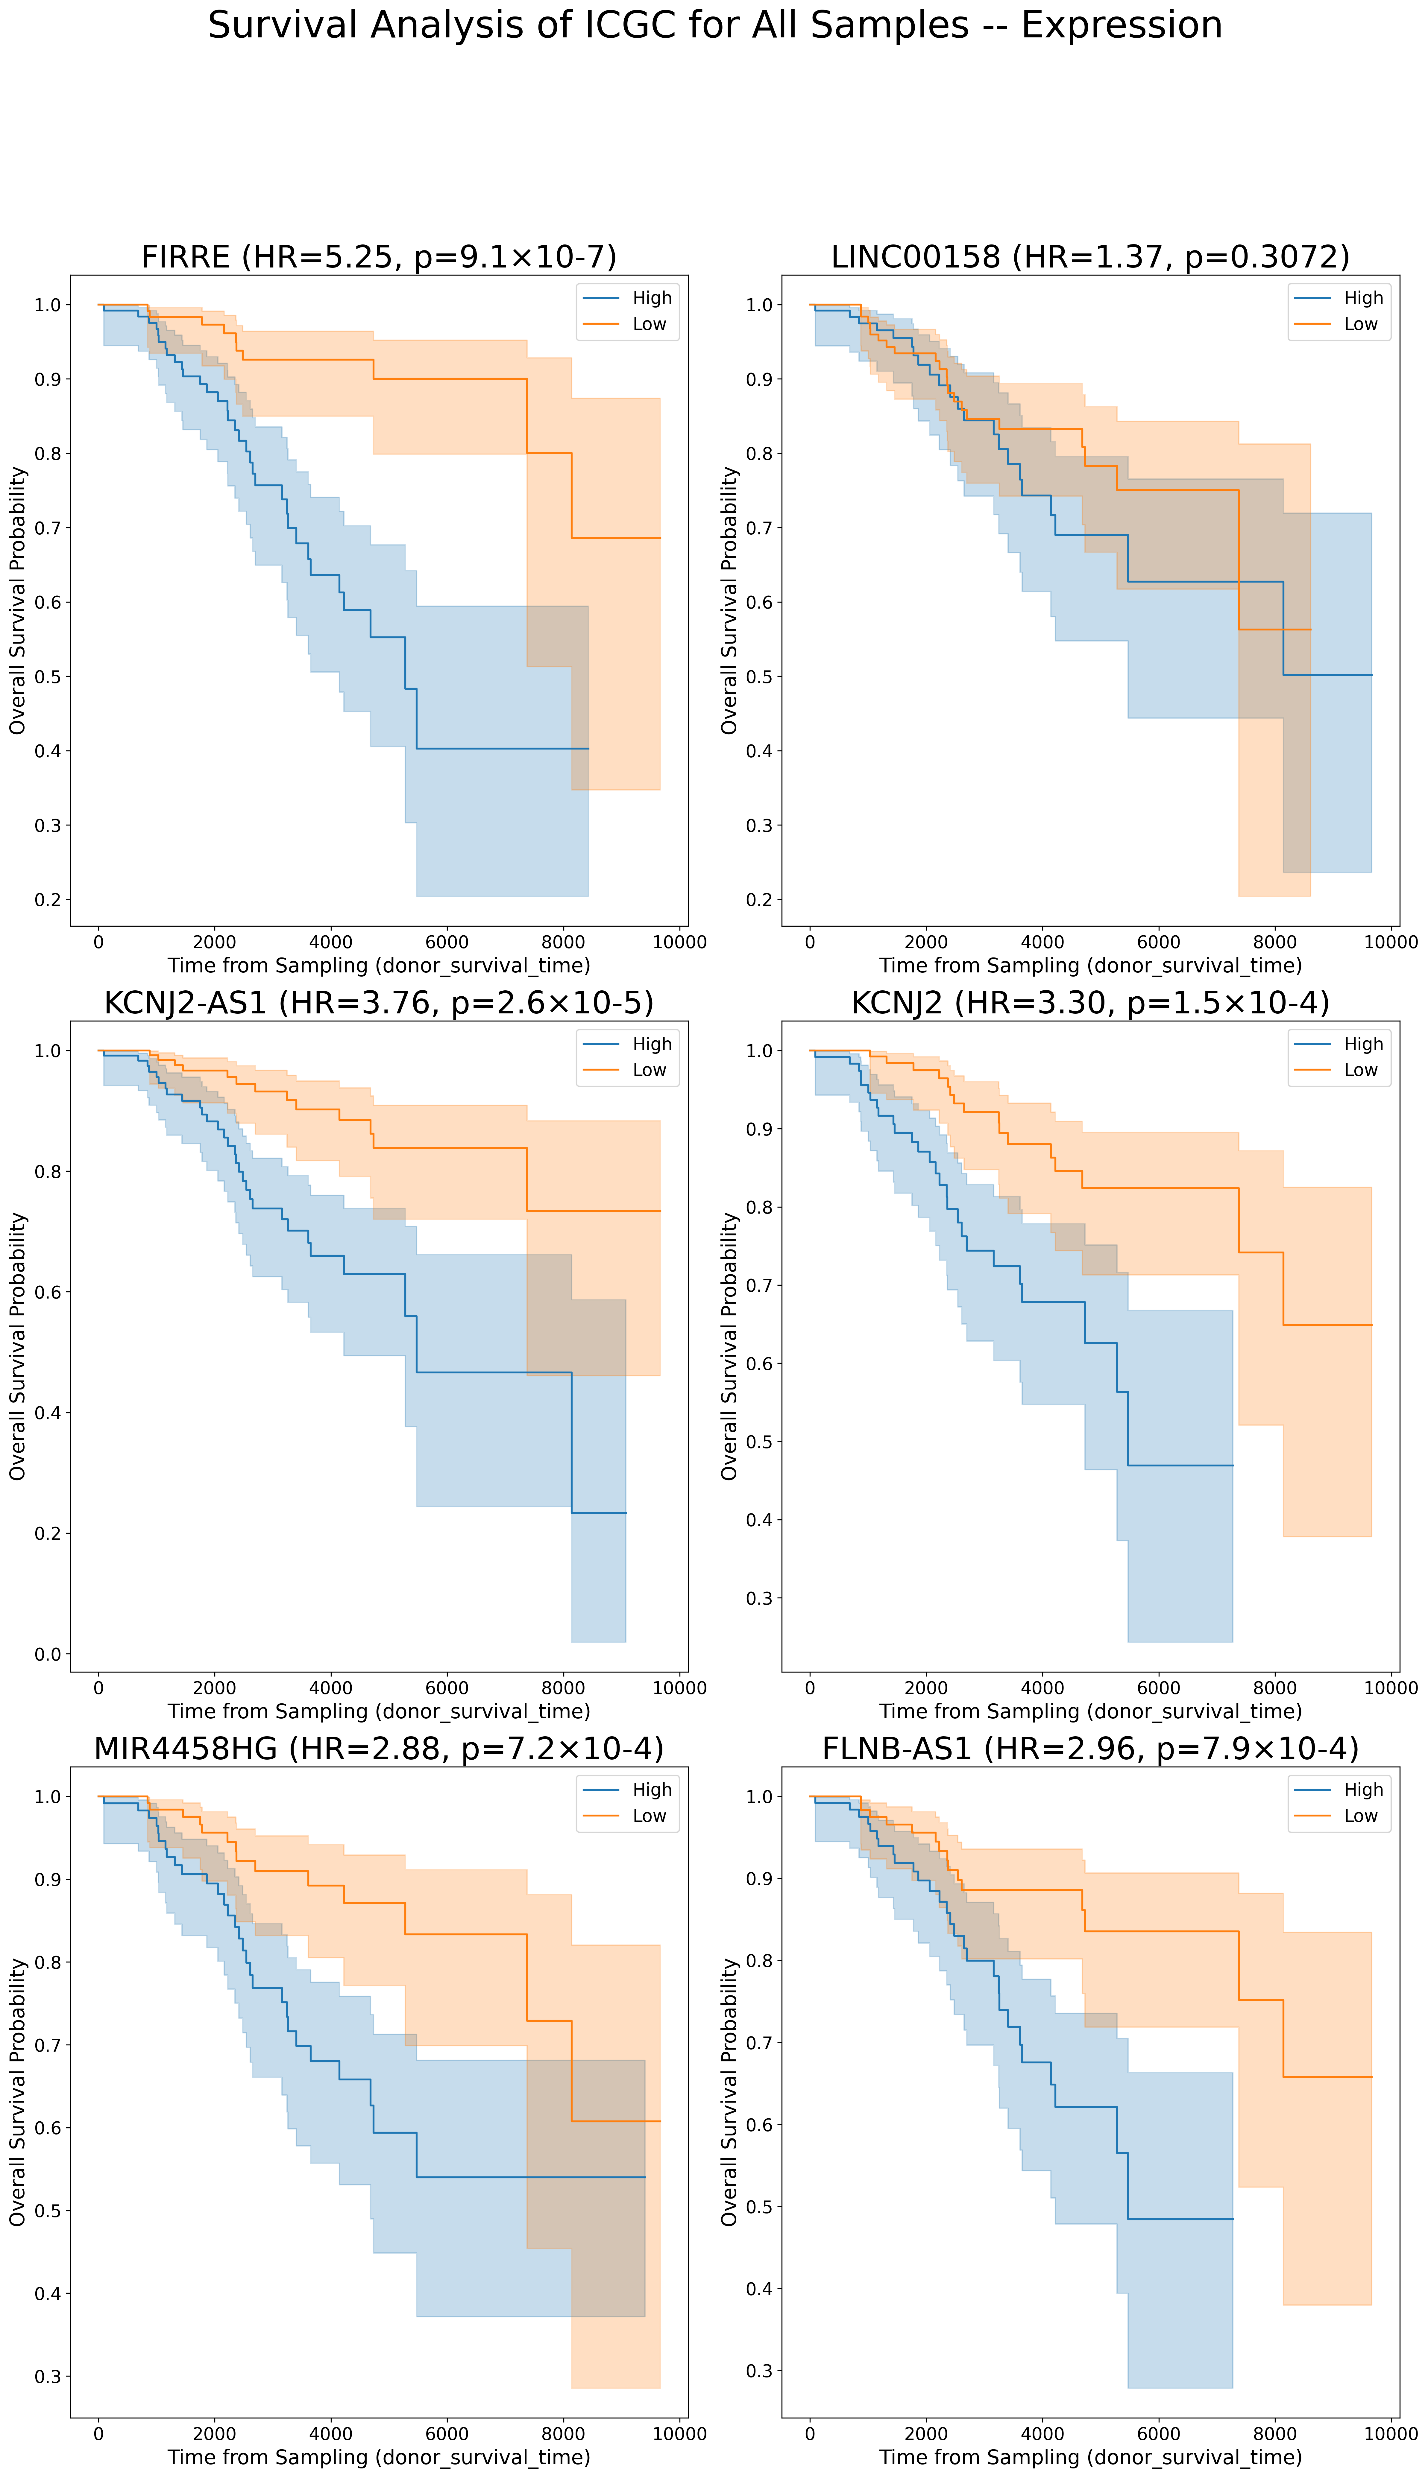 Survival Analysis of ICGC for All Samples -- Expression
FIRRE (HR=5.25, p=9.1×10-7)
High
Low
1.0
0.9
0.8
0.7
0.6
0.5
0.4
0.3
0.2
Overall Survival Probability
0 2000 4000 6000 8000 10000
Time from Sampling (donor_survival_time)
LINC00158 (HR=1.37, p=0.3072)
High
Low
1.0
0.9
0.8
0.7
0.6
0.5
0.4
0.3
0.2
Overall Survival Probability
0 2000 4000 6000 8000 10000
Time from Sampling (donor_survival_time)
KCNJ2-AS1 (HR=3.76, p=2.6×10-5)
High
Low
1.0
0.8
0.6
0.4
0.2
0.0
Overall Survival Probability
0 2000 4000 6000 8000 10000
Time from Sampling (donor_survival_time)
KCNJ2 (HR=3.30, p=1.5×10-4)
High
Low
1.0
0.9
0.8
0.7
0.6
0.5
0.4
0.3
Overall Survival Probability
0 2000 4000 6000 8000 10000
Time from Sampling (donor_survival_time)
MIR4458HG (HR=2.88, p=7.2×10-4)
High
Low
1.0
0.9
0.8
0.7
0.6
0.5
0.4
0.3
Overall Survival Probability
0 2000 4000 6000 8000 10000
Time from Sampling (donor_survival_time)
FLNB-AS1 (HR=2.96, p=7.9×10-4)
High
Low
1.0
0.9
0.8
0.7
0.6
0.5
0.4
0.3
Overall Survival Probability
0 2000 4000 6000 8000 10000
Time from Sampling (donor_survival_time)